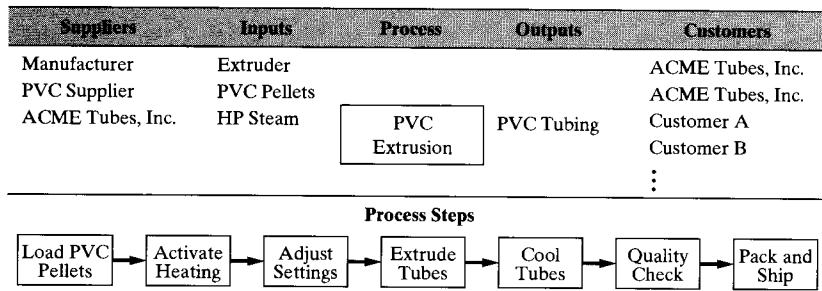 Suppliers Inputs Process Outputs Customers
Manufacturer Extruder ACME Tubes, Inc.
PVC Supplier PVC Pellets ACME Tubes, Inc.
ACME Tubes, Inc. HP Steam PVC PVC Tubing Customer A
Extrusion Customer B
Process Steps
Load PVC Activate Adjust Extrude Cool Quality Pack and
Pellets Heating Settings Tubes Tubes Check Ship